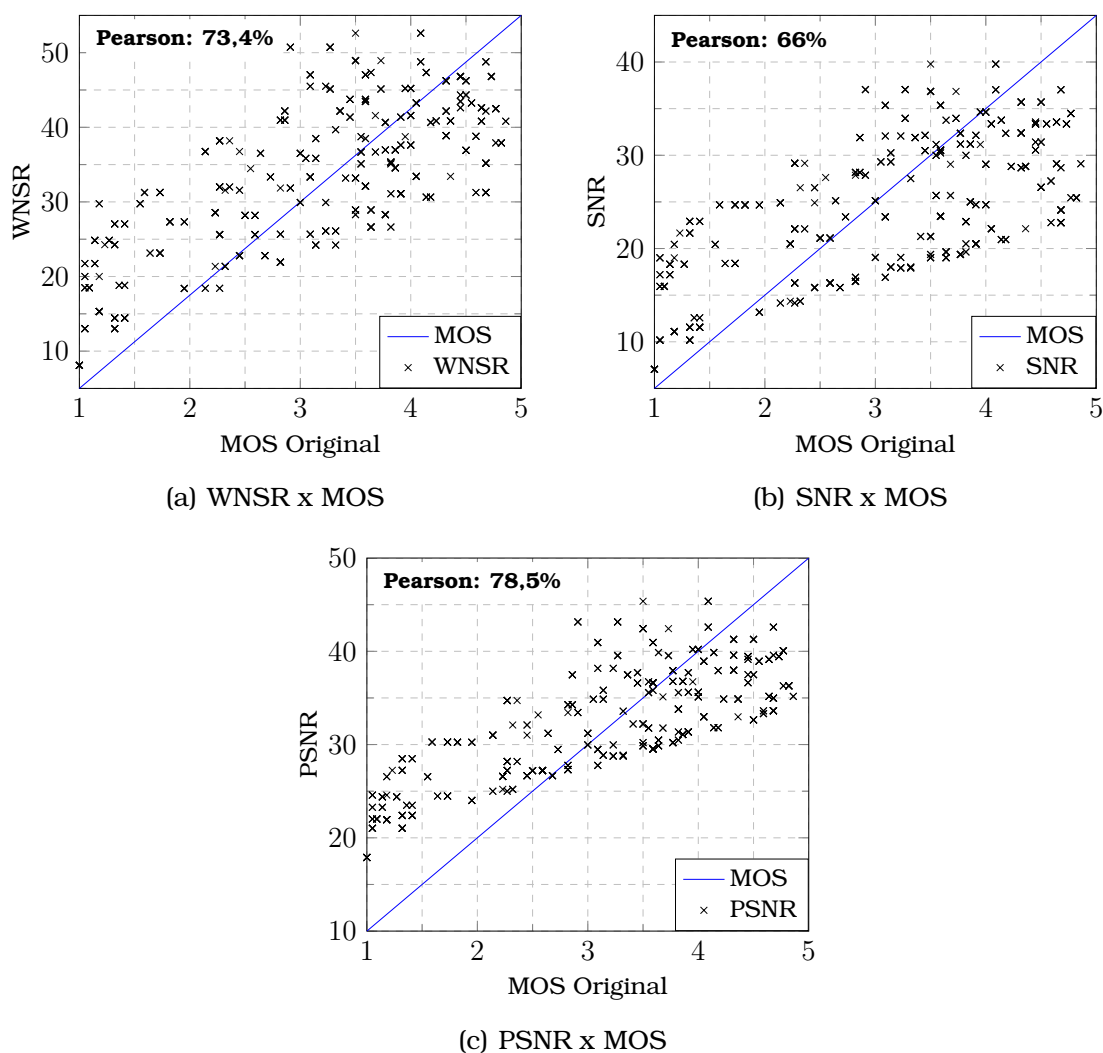 Pearson: 73,4%
50
40
30
20
10
WNSR
MOS
WNSR
1 2 3 4 5
MOS Original
(a) WNSR x MOS
Pearson: 66%
40
30
20
10
SNR
MOS
SNR
1 2 3 4 5
MOS Original
(b) SNR x MOS
50
Pearson: 78,5%
40
30
20
10
PSNR
MOS
PSNR
1 2 3 4 5
MOS Original
(c) PSNR x MOS